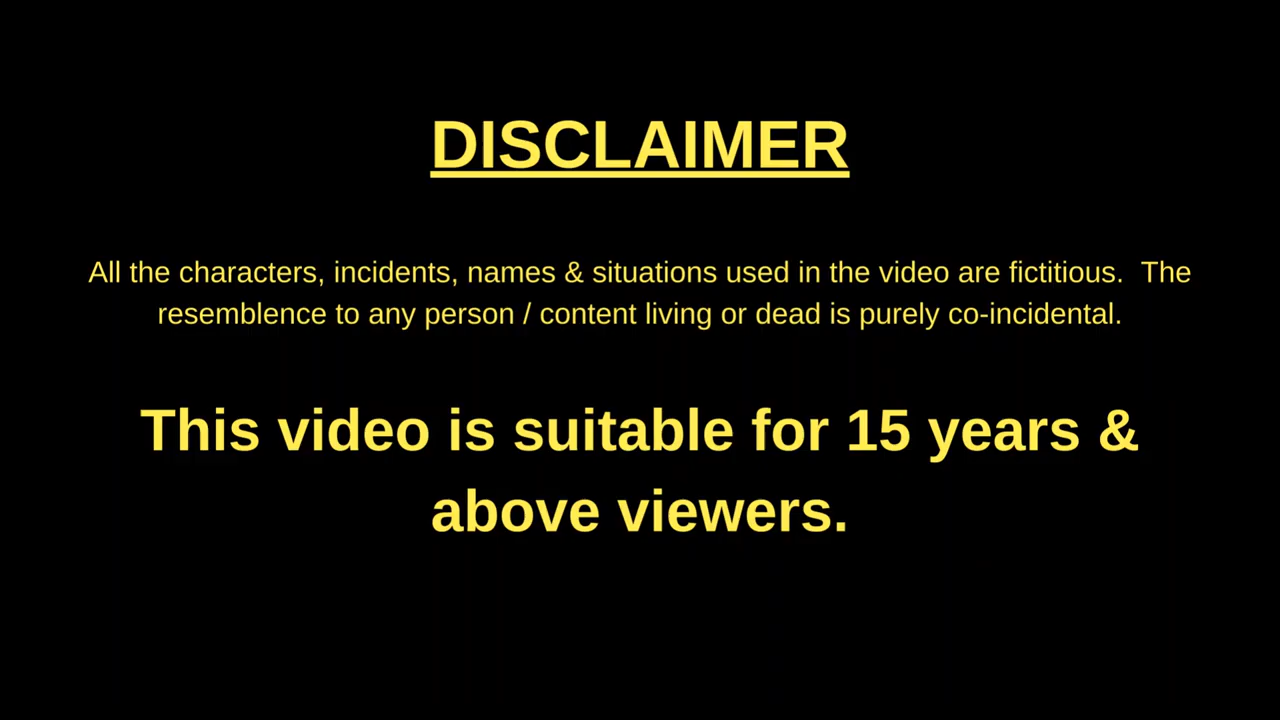 DISCLAIMER
All the characters, incidents, names & situations used in the video are fictitious.  The
resemblence to any person / content living or dead is purely co-incidental.
This video is suitable for 15 years &
above viewers.